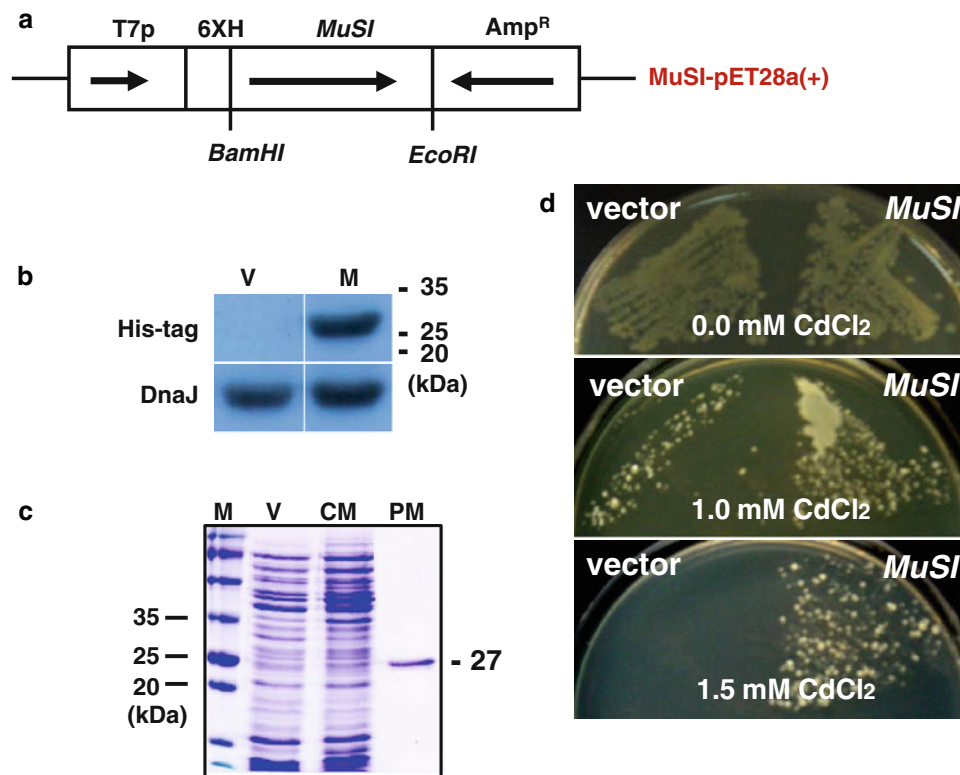 a
T7p 6XH MuSI Amp^R
MuSI-pET28a(+)
BamHI EcoRI
b
V M
His-tag
DnaJ
- 35
- 25
- 20
(kDa)
c
M V CM PM
35 —
25 —
20 —
(kDa)
- 27
d
vector MuSI
0.0 mM CdCl2
vector MuSI
1.0 mM CdCl2
vector MuSI
1.5 mM CdCl2